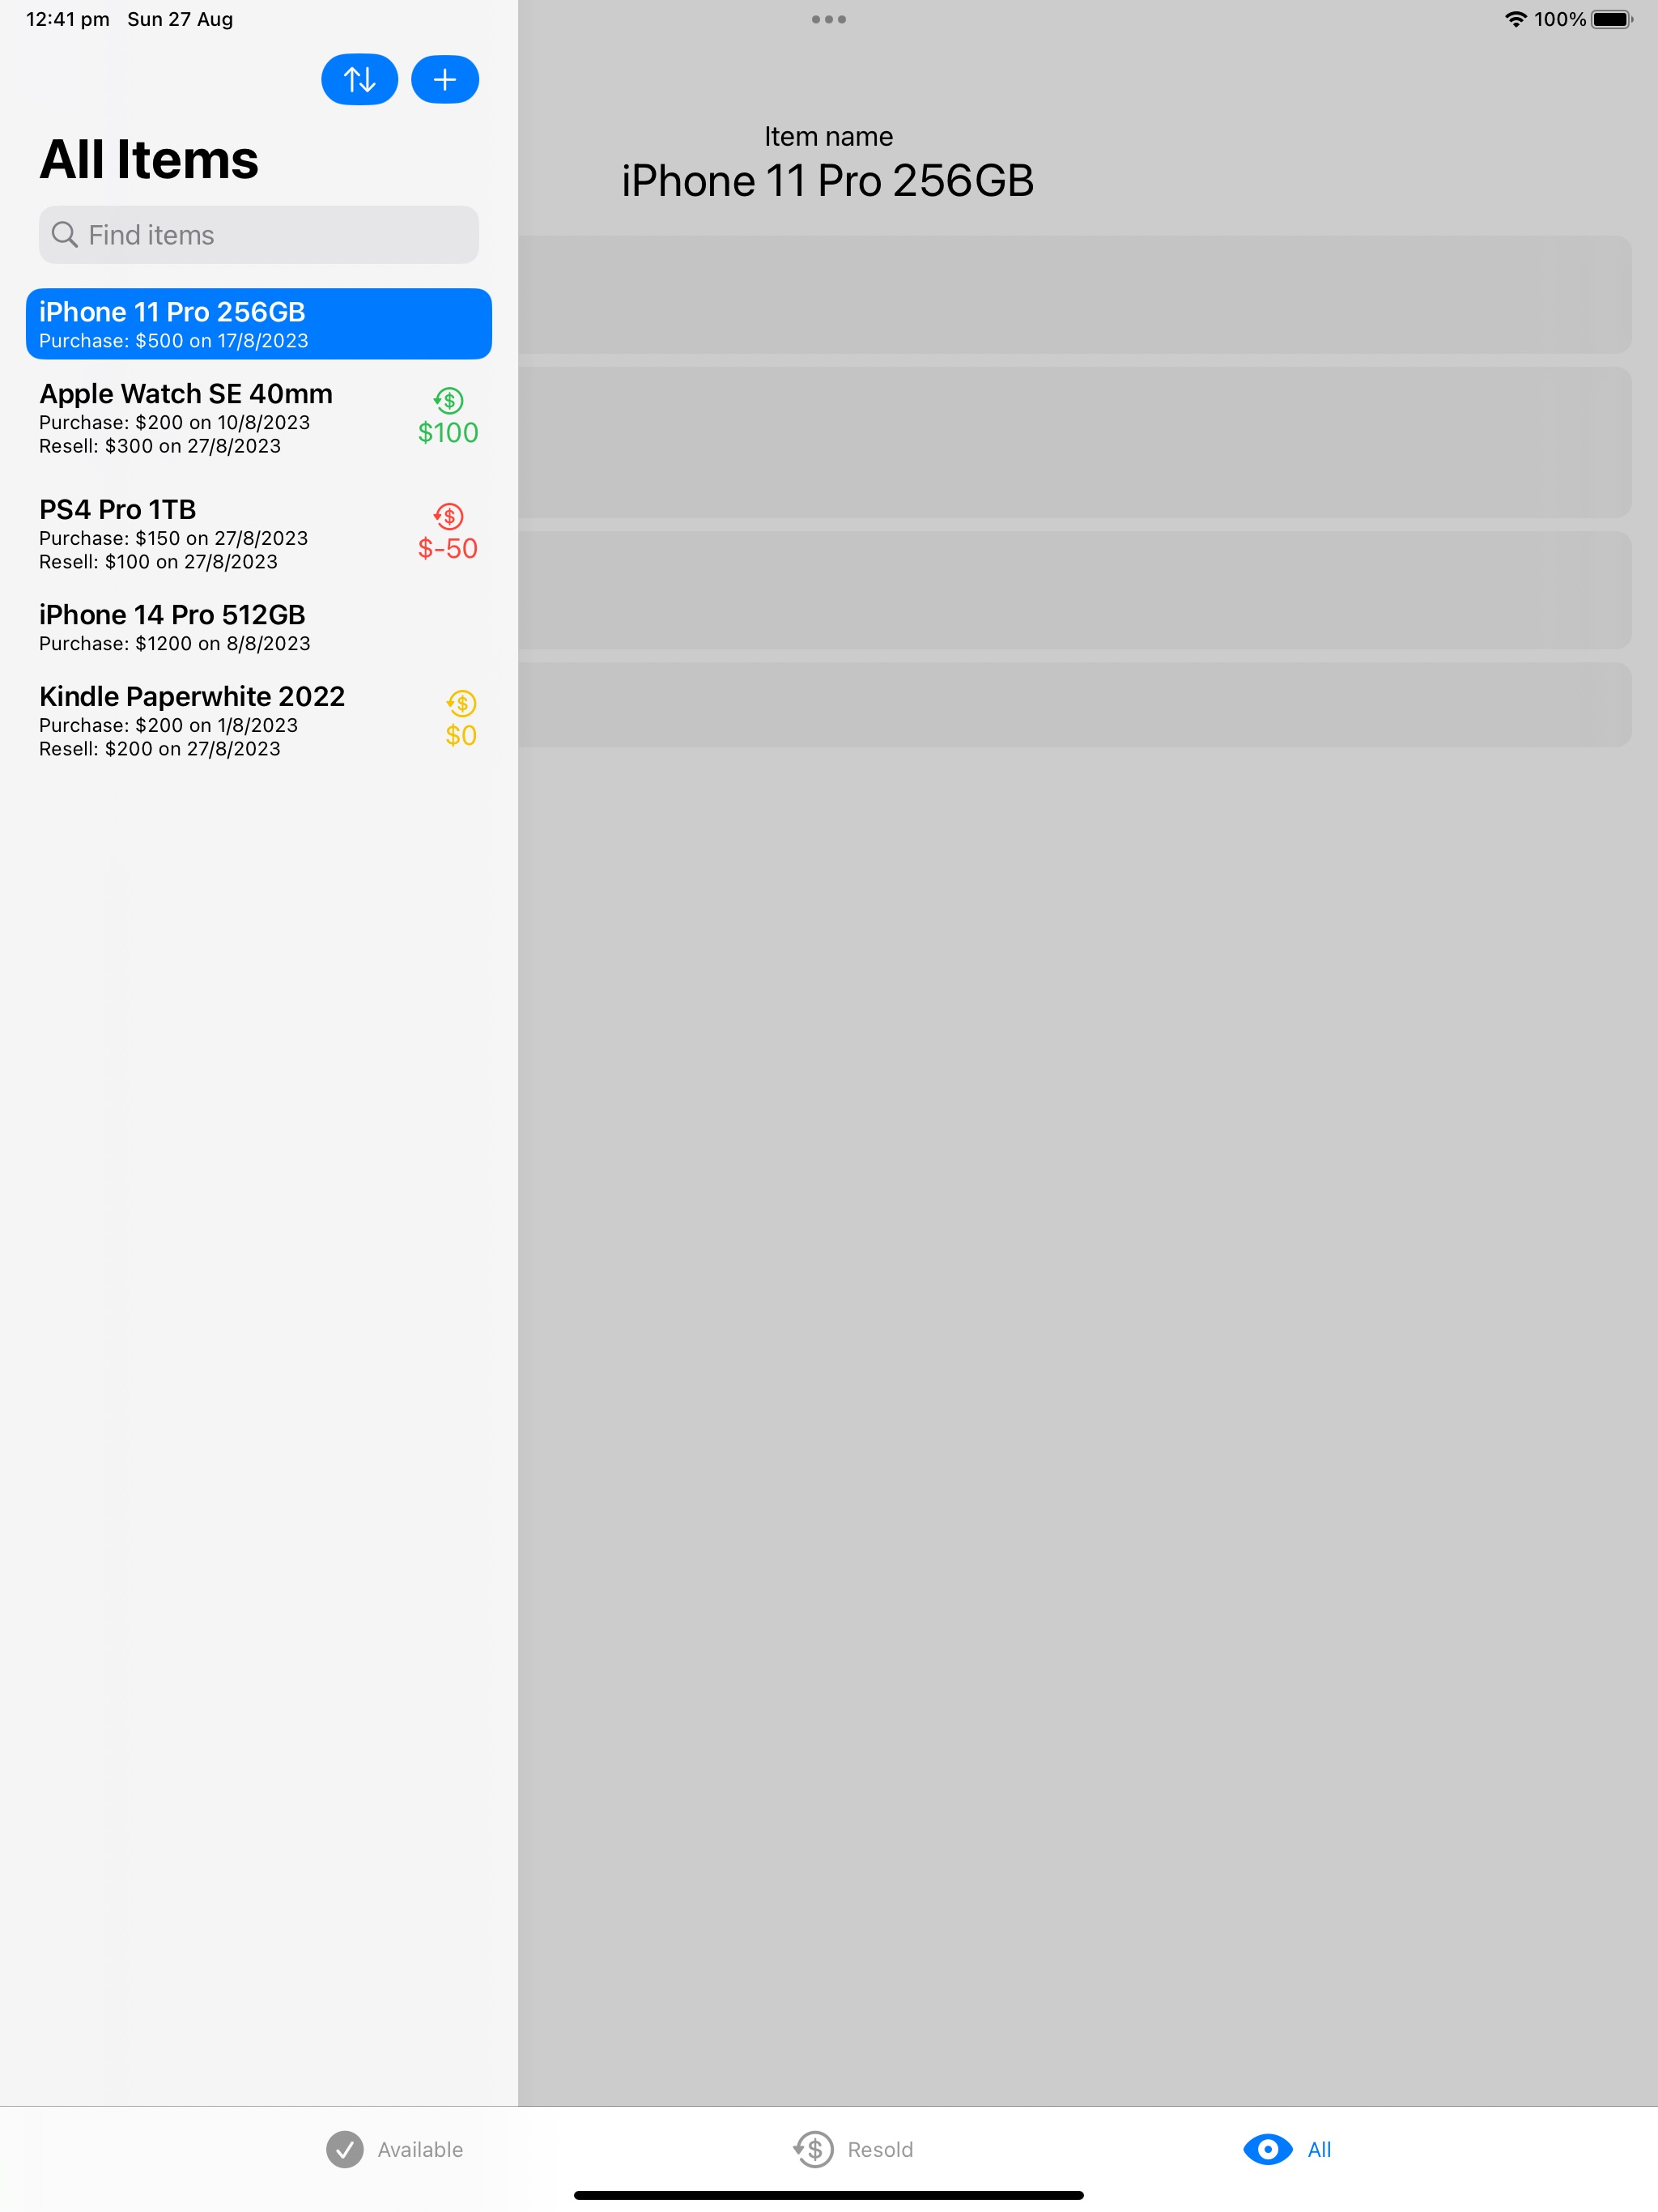 12:41 pm Sun 27 Aug
100%
All Items
Find items
iPhone 11 Pro 256GB
Purchase: $500 on 17/8/2023
Apple Watch SE 40mm
Purchase: $200 on 10/8/2023
Resell: $300 on 27/8/2023
$100
PS4 Pro 1TB
Purchase: $150 on 27/8/2023
Resell: $100 on 27/8/2023
$-50
iPhone 14 Pro 512GB
Purchase: $1200 on 8/8/2023
Kindle Paperwhite 2022
Purchase: $200 on 1/8/2023
Resell: $200 on 27/8/2023
$0
Item name
iPhone 11 Pro 256GB
Available
Resold
All